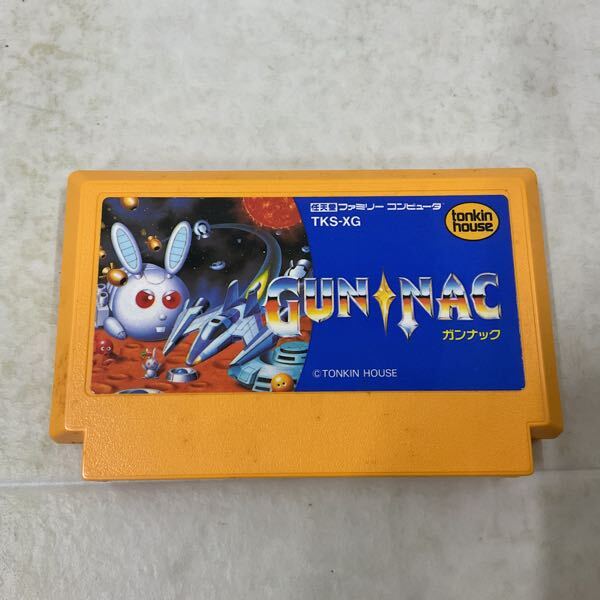 任天堂 ファミリー コンピュータ
TKS-XG
tonkin
house
GUN NAC
ガンナック
©TONKIN HOUSE